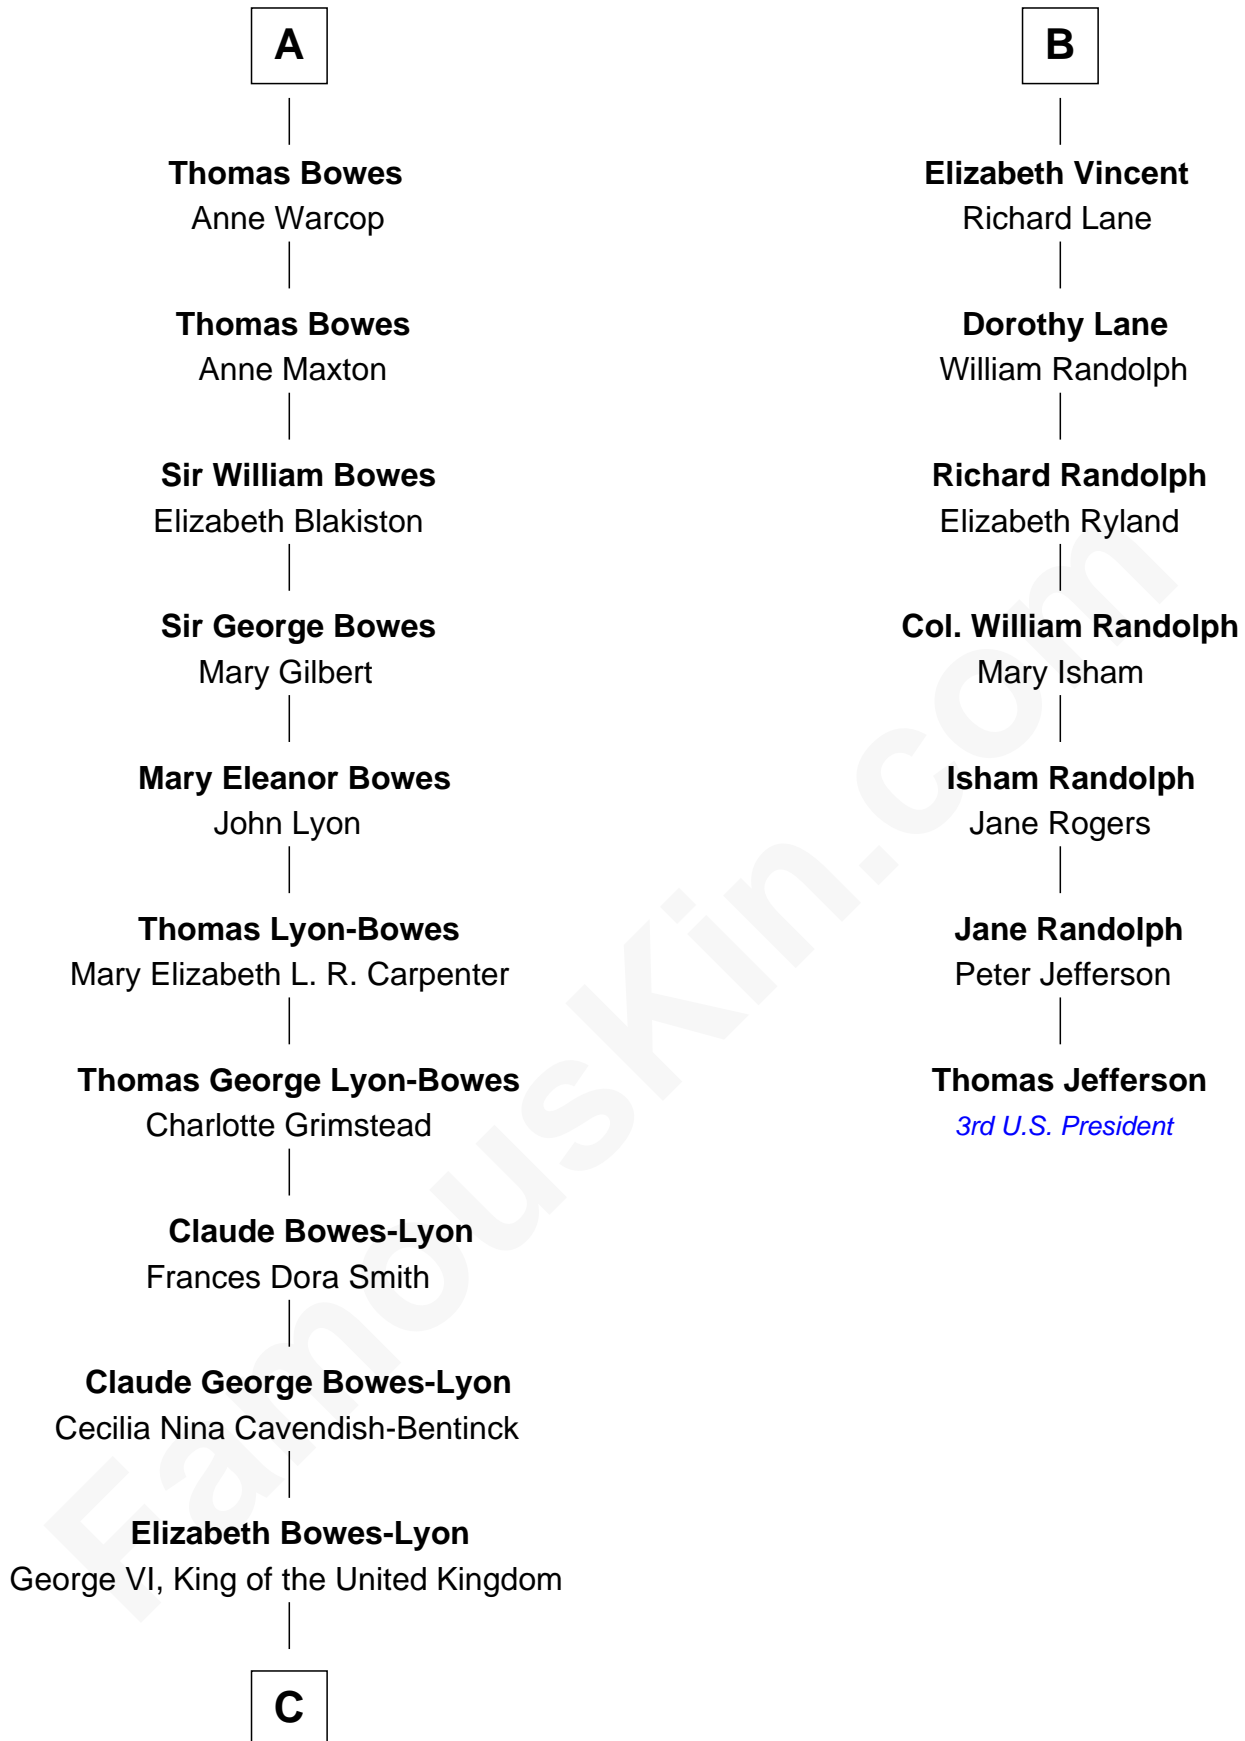 A
Thomas Bowes
Anne Warcop
Thomas Bowes
Anne Maxton
Sir William Bowes
Elizabeth Blakiston
Sir George Bowes
Mary Gilbert
Mary Eleanor Bowes
John Lyon
Thomas Lyon-Bowes
Mary Elizabeth L. R. Carpenter
Thomas George Lyon-Bowes
Charlotte Grimstead
Claude Bowes-Lyon
Frances Dora Smith
Claude George Bowes-Lyon
Cecilia Nina Cavendish-Bentinck
Elizabeth Bowes-Lyon
George VI, King of the United Kingdom
C
B
Elizabeth Vincent
Richard Lane
Dorothy Lane
William Randolph
Richard Randolph
Elizabeth Ryland
Col. William Randolph
Mary Isham
Isham Randolph
Jane Rogers
Jane Randolph
Peter Jefferson
Thomas Jefferson
3rd U.S. President
FamousKin.com